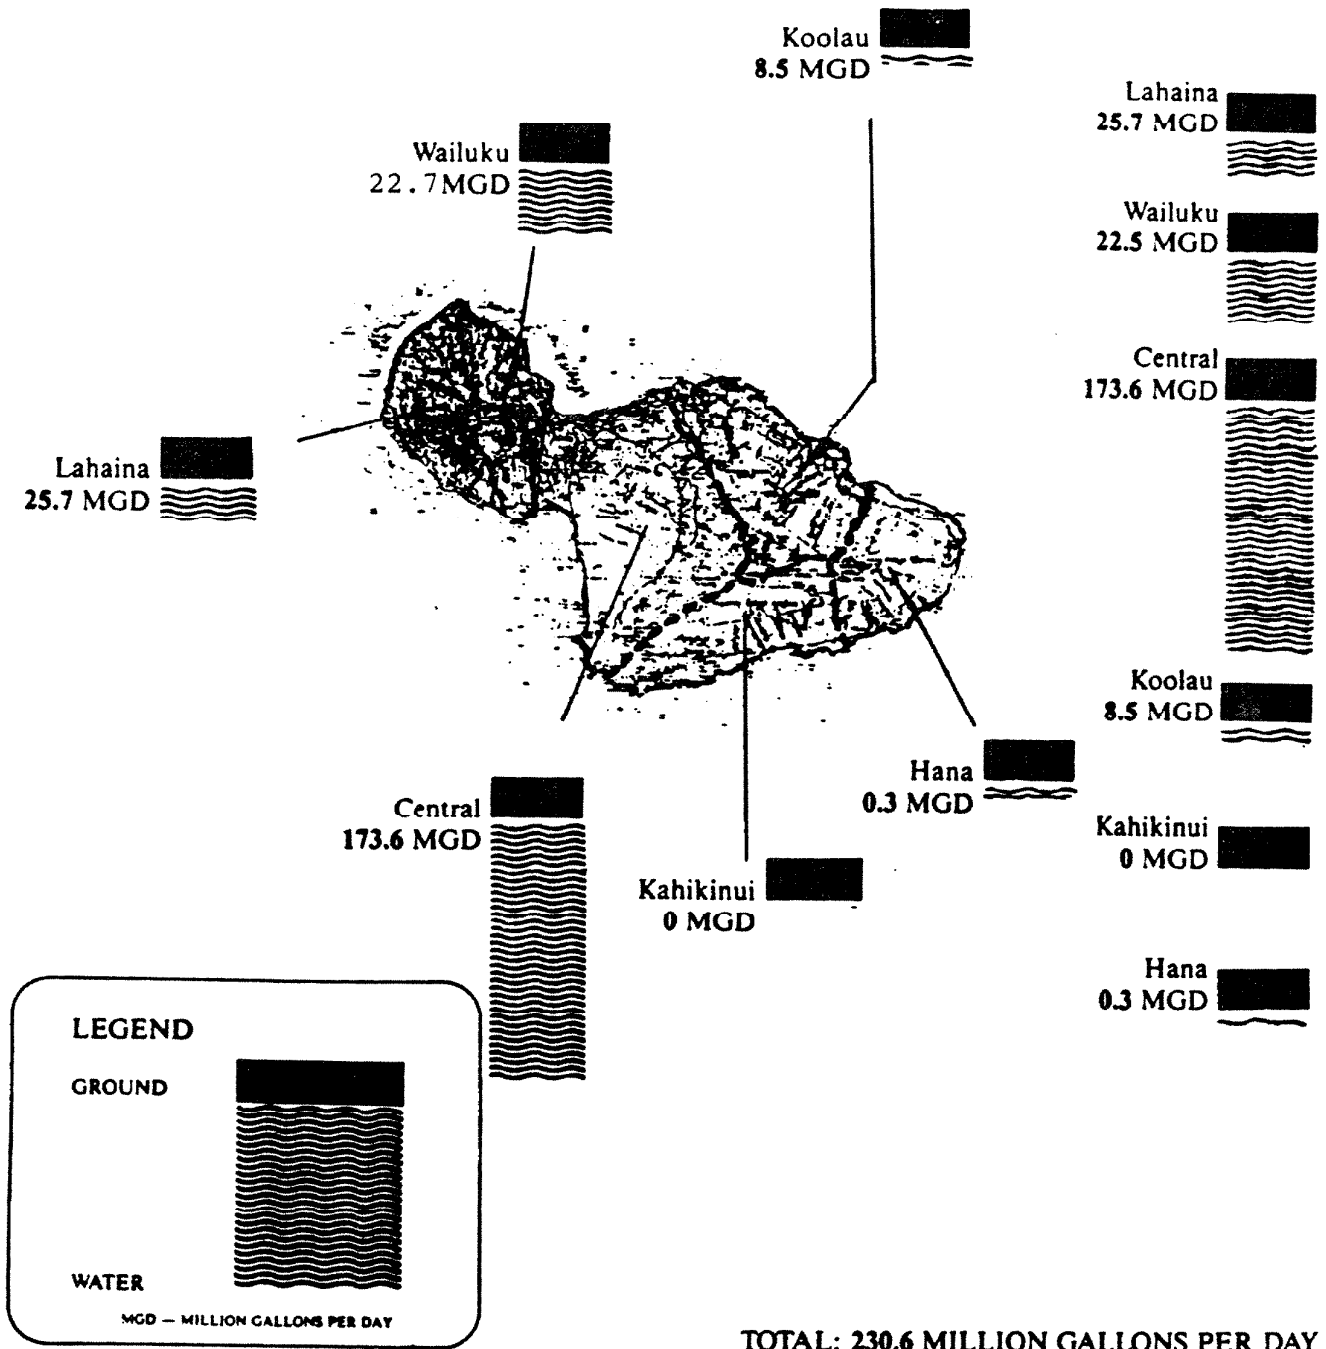 Koolau
8.5 MGD
Wailuku
22.7MGD
Lahaina
25.7 MGD
Central
173.6 MGD
Kahikinui
0 MGD
Hana
0.3 MGD
Lahaina
25.7 MGD
Wailuku
22.5 MGD
Central
173.6 MGD
Koolau
8.5 MGD
Kahikinui
0 MGD
Hana
0.3 MGD
LEGEND
GROUND
WATER
MGD — MILLION GALLONS PER DAY
TOTAL: 230.6 MILLION GALLONS PER DAY